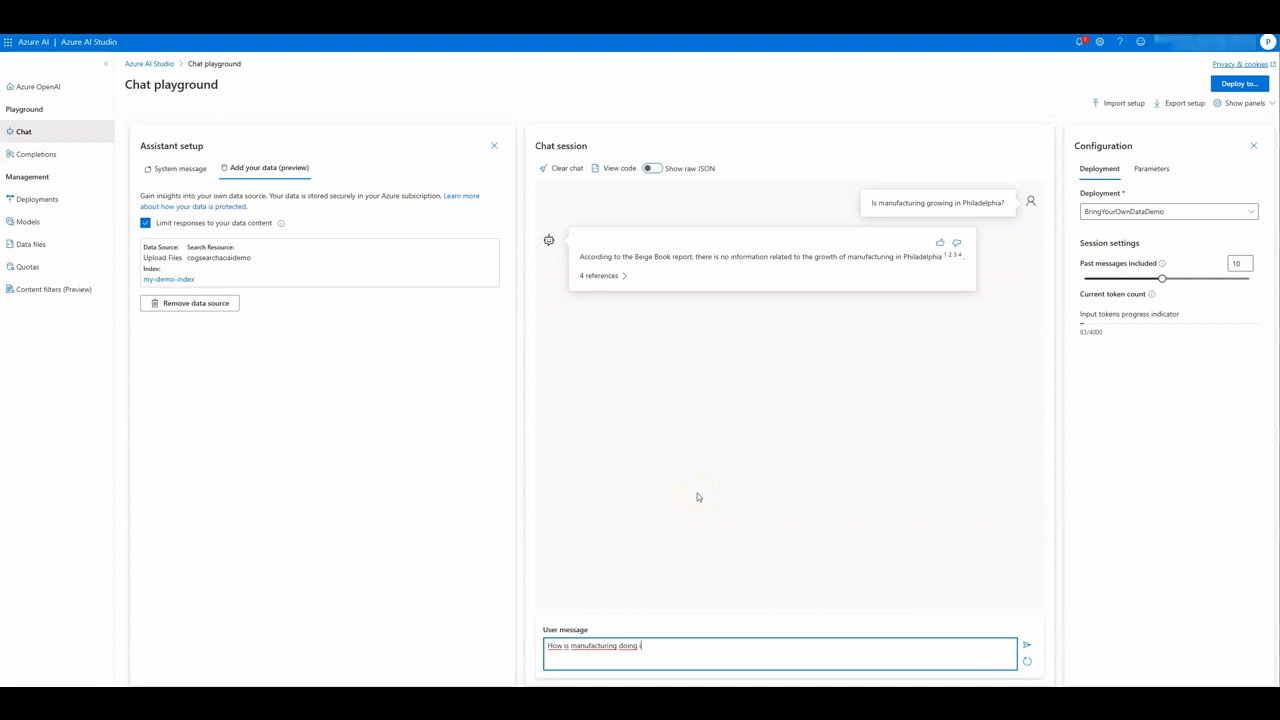 Azure AI | Azure AI Studio
1
P
Azure AI Studio > Chat playground
Privacy & cookies
Chat playground
Deploy to...
Import setup Export setup Show panels
Azure OpenAI
Playground
Chat
Completions
Management
Deployments
Models
Data files
Quotas
Content filters (Preview)
Assistant setup
System message Add your data (preview)
Gain insights into your own data source. Your data is stored securely in your Azure subscription. Learn more
about how your data is protected.
Limit responses to your data content
Data Source: Search Resource:
Upload Files cogsearchoaidemo
Index:
my-demo-index
Remove data source
Chat session
Clear chat View code Show raw JSON
Is manufacturing growing in Philadelphia?
According to the Beige Book report, there is no information related to the growth of manufacturing in Philadelphia 1 2 3 4 .
4 references >
User message
How is manufacturing doing i
Configuration
Deployment Parameters
Deployment *
BringYourOwnDataDemo
Session settings
Past messages included 10
Current token count
Input tokens progress indicator
83/4000